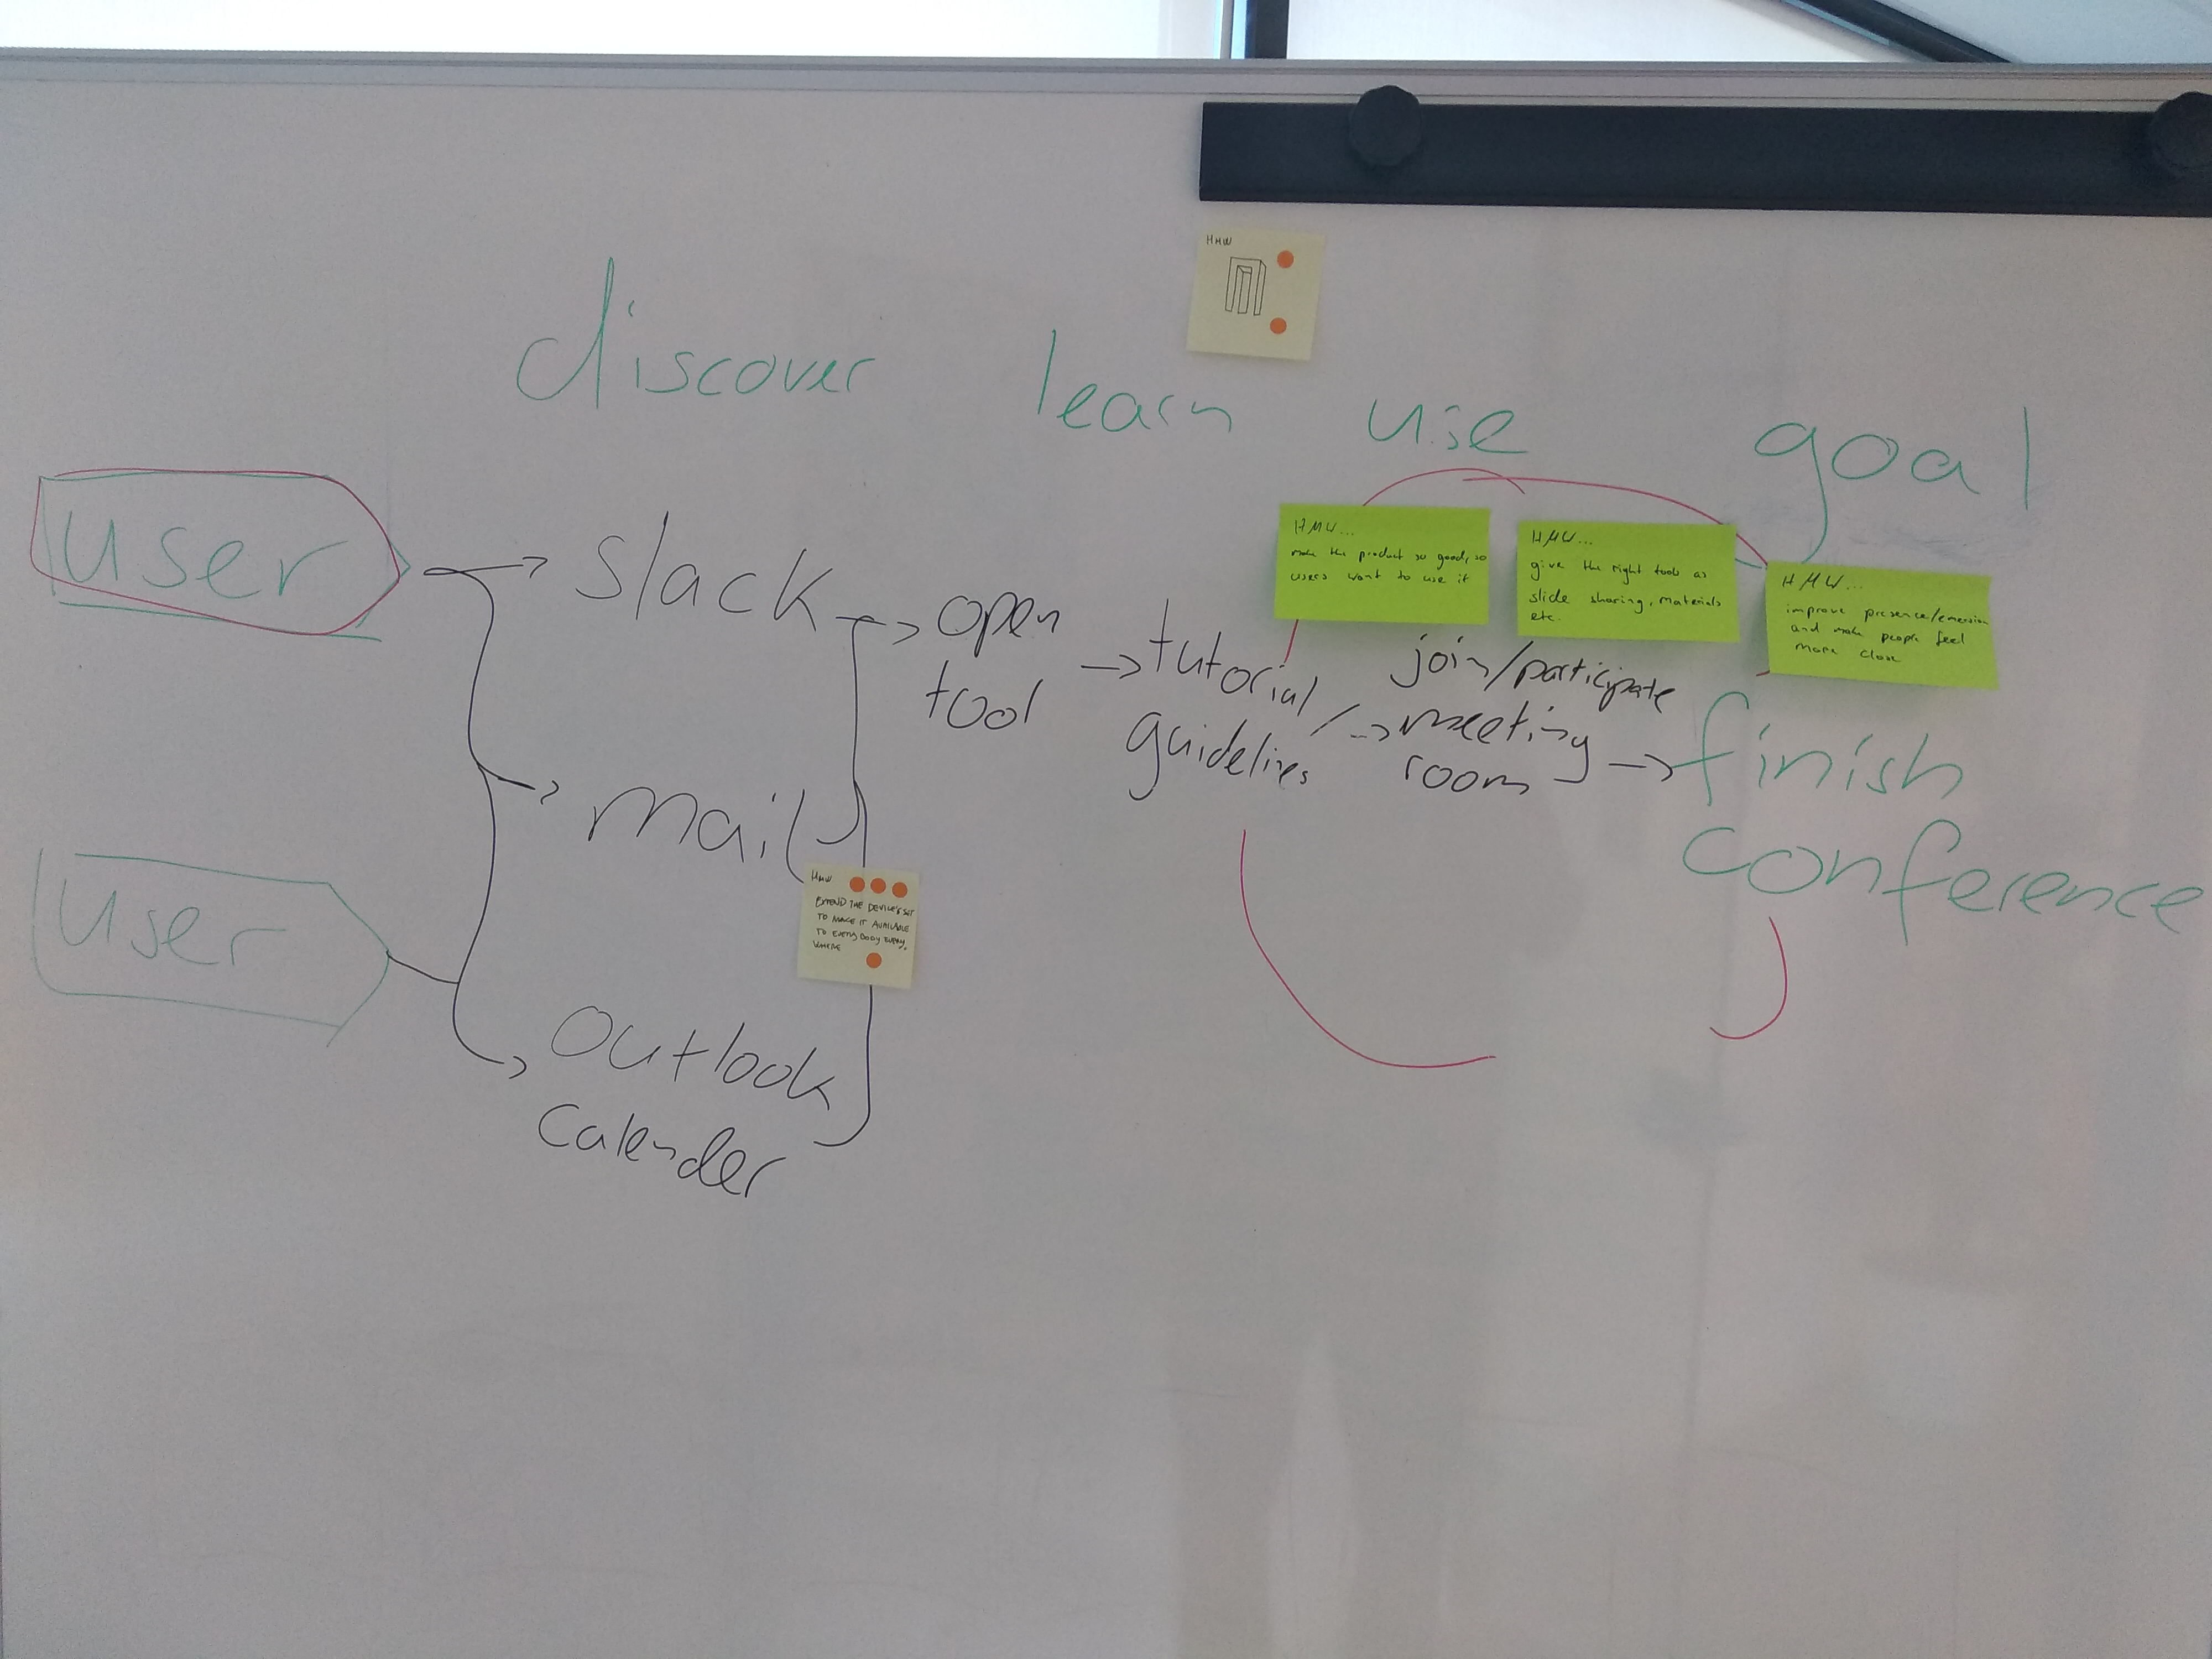 HMW
discover learn use goal
user
slack
mail
outlook
calender
user
open
tool
tutorial/
guidelines
join/participate
meeting
room
finish
conference
HMW...
make the product so good, so
users want to use it
HMW...
give the right tools as
slide sharing, materials
etc.
HMW...
improve presence/emersion
and make people feel
more close
HMW
EXTEND THE DEVICE'S SET
TO MAKE IT AVAILABLE
TO EVERYBODY EVERY.
WHERE